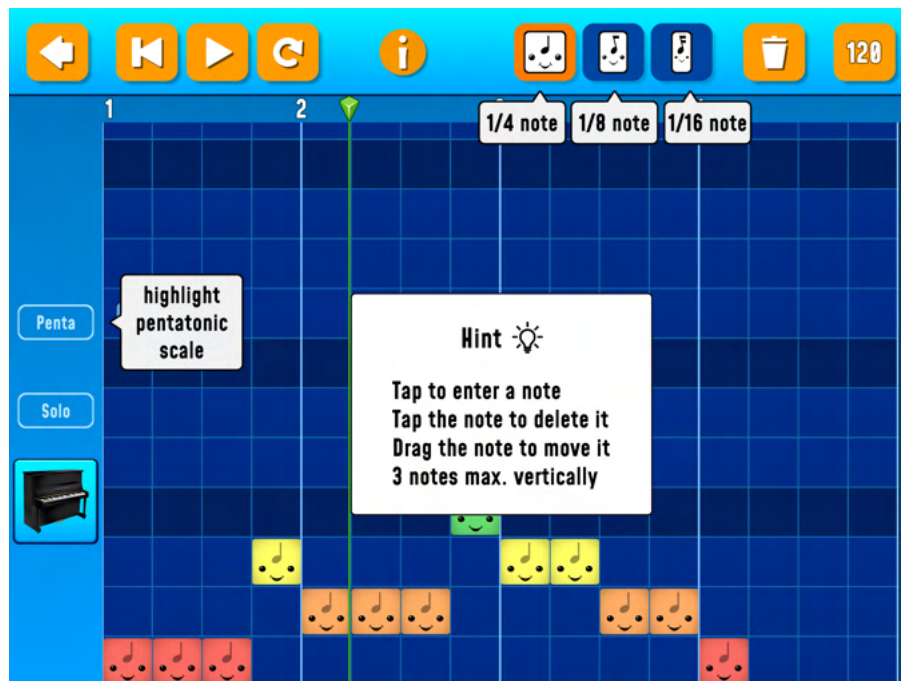 120
1 2
1/4 note 1/8 note 1/16 note
highlight
pentatonic
scale
Penta
Solo
Hint
Tap to enter a note
Tap the note to delete it
Drag the note to move it
3 notes max. vertically